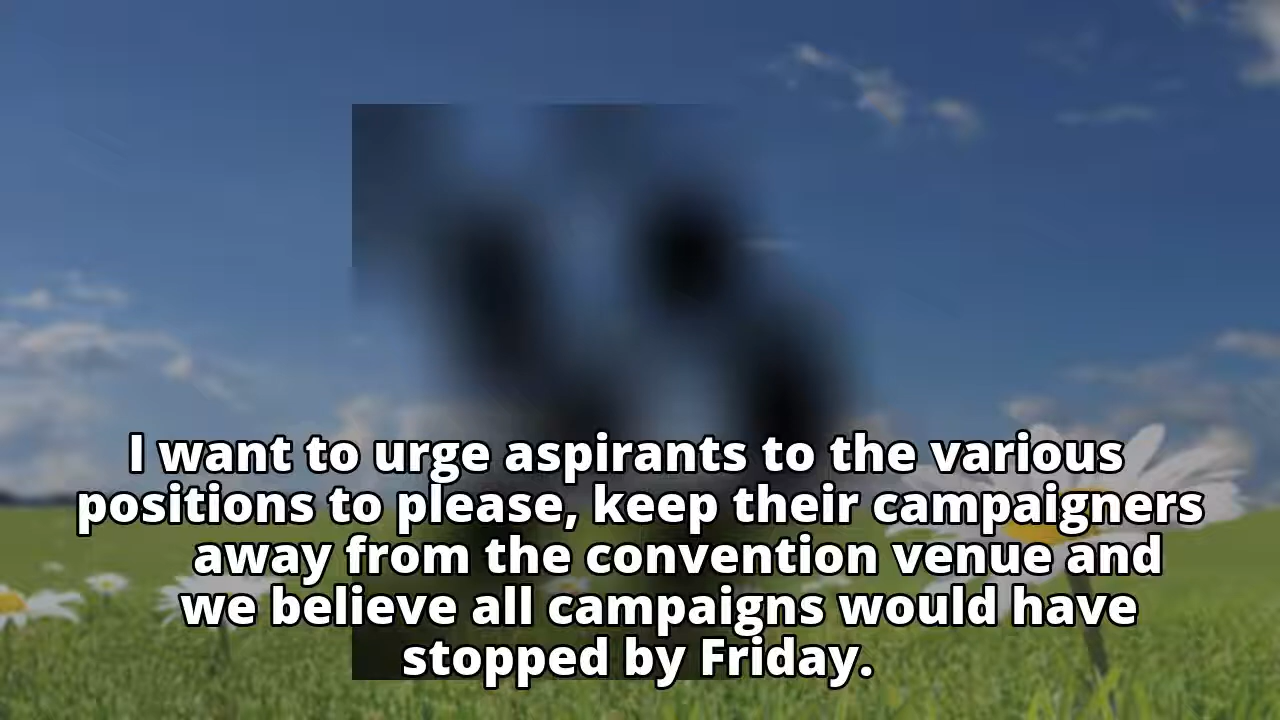 I want to urge aspirants to the various
positions to please, keep their campaigners
away from the convention venue and
we believe all campaigns would have
stopped by Friday.